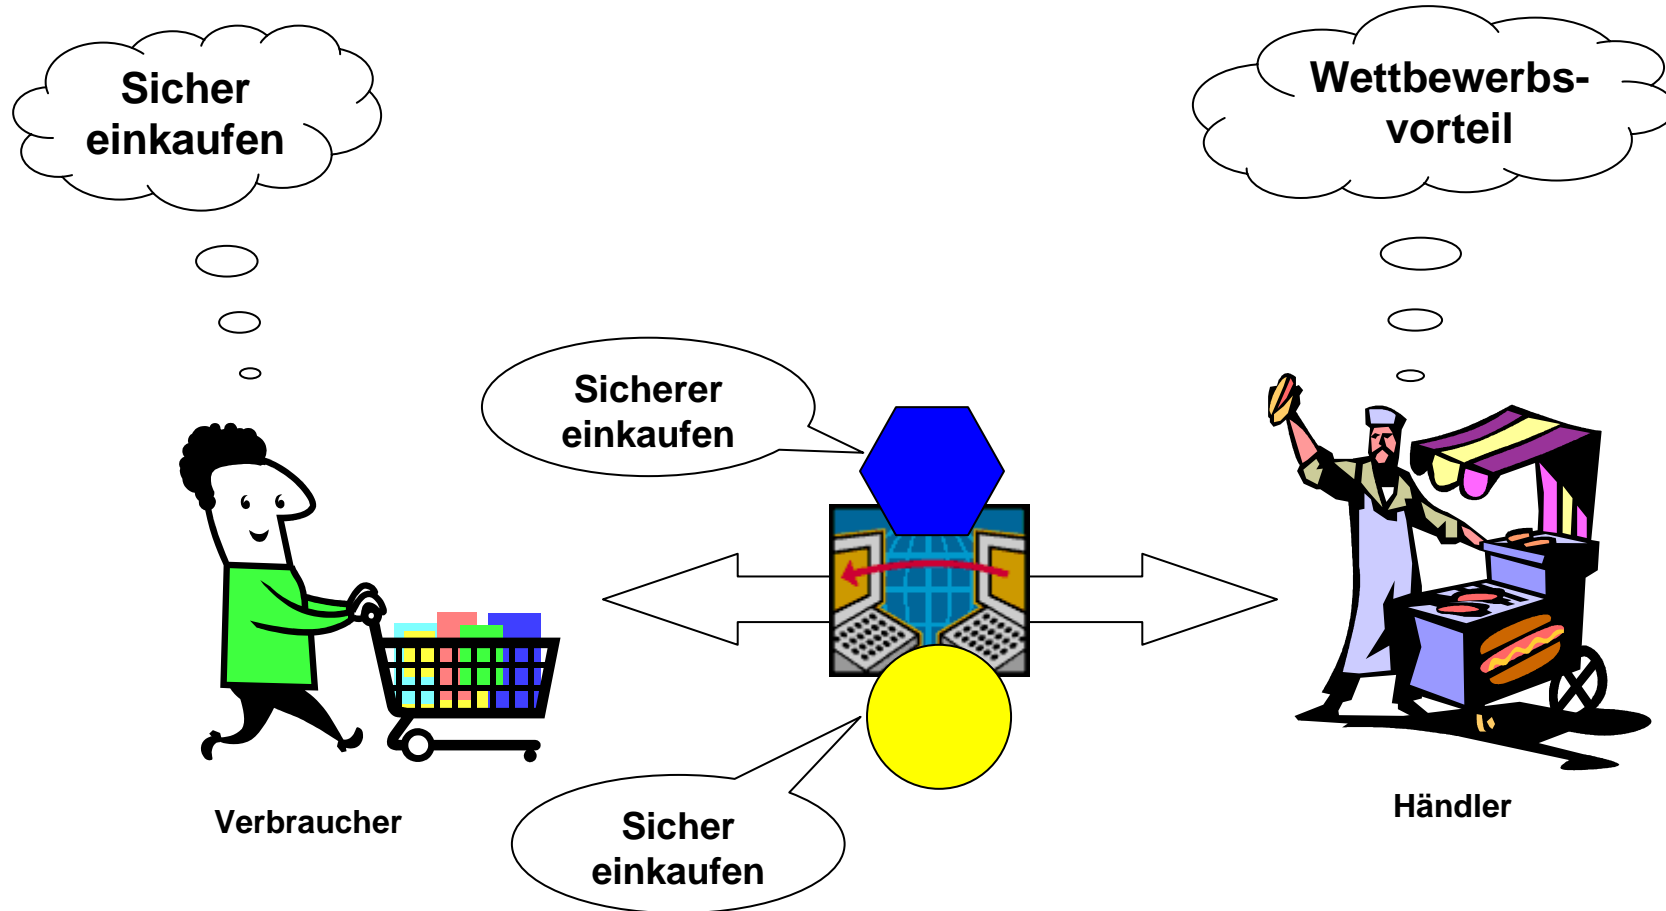 Sicher
einkaufen
Wettbewerbs-
vorteil
Sicherer
einkaufen
Verbraucher
Händler
Sicher
einkaufen